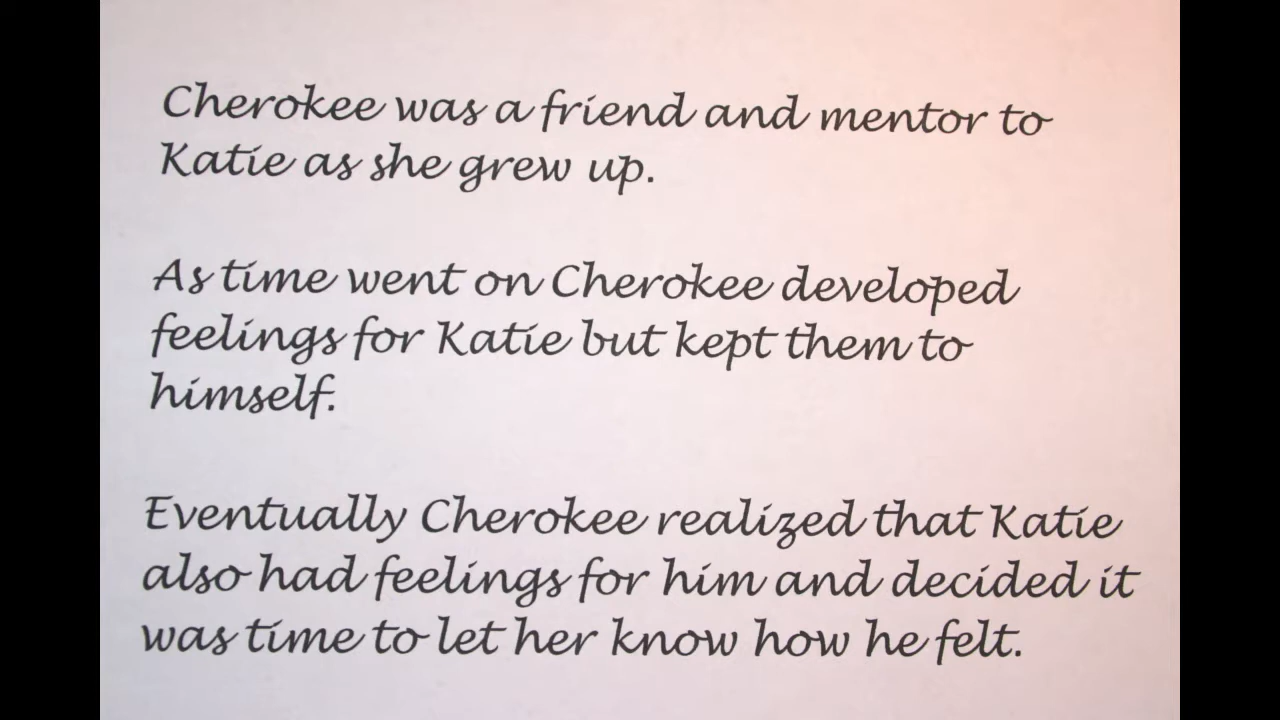 Cherokee was a friend and mentor to
Katie as she grew up.
As time went on Cherokee developed
feelings for Katie but kept them to
himself.
Eventually Cherokee realized that Katie
also had feelings for him and decided it
was time to let her know how he felt.